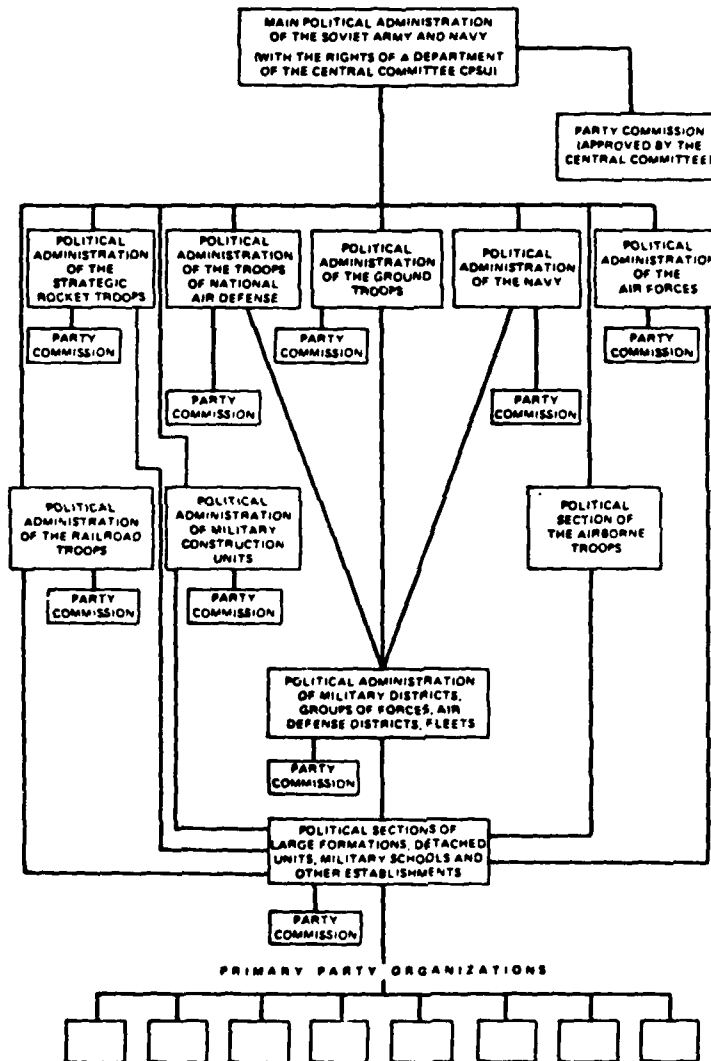 MAIN POLITICAL ADMINISTRATION
OF THE SOVIET ARMY AND NAVY
(WITH THE RIGHTS OF A DEPARTMENT
OF THE CENTRAL COMMITTEE CPSU)
PARTY COMMISSION
(APPROVED BY THE
CENTRAL COMMITTEE)
POLITICAL
ADMINISTRATION
OF THE
STRATEGIC
ROCKET TROOPS
POLITICAL
ADMINISTRATION
OF THE TROOPS
OF NATIONAL
AIR DEFENSE
POLITICAL
ADMINISTRATION
OF THE GROUND
TROOPS
POLITICAL
ADMINISTRATION
OF THE NAVY
POLITICAL
ADMINISTRATION
OF THE
AIR FORCES
PARTY
COMMISSION
PARTY
COMMISSION
PARTY
COMMISSION
PARTY
COMMISSION
PARTY
COMMISSION
POLITICAL
ADMINISTRATION
OF THE RAILROAD
TROOPS
POLITICAL
ADMINISTRATION
OF MILITARY
CONSTRUCTION
UNITS
POLITICAL
SECTION OF
THE AIRBORNE
TROOPS
PARTY
COMMISSION
PARTY
COMMISSION
POLITICAL ADMINISTRATION
OF MILITARY DISTRICTS,
GROUPS OF FORCES, AIR
DEFENSE DISTRICTS, FLEETS
PARTY
COMMISSION
POLITICAL SECTIONS OF
LARGE FORMATIONS, DETACHED
UNITS, MILITARY SCHOOLS AND
OTHER ESTABLISHMENTS
PARTY
COMMISSION
PRIMARY PARTY ORGANIZATIONS